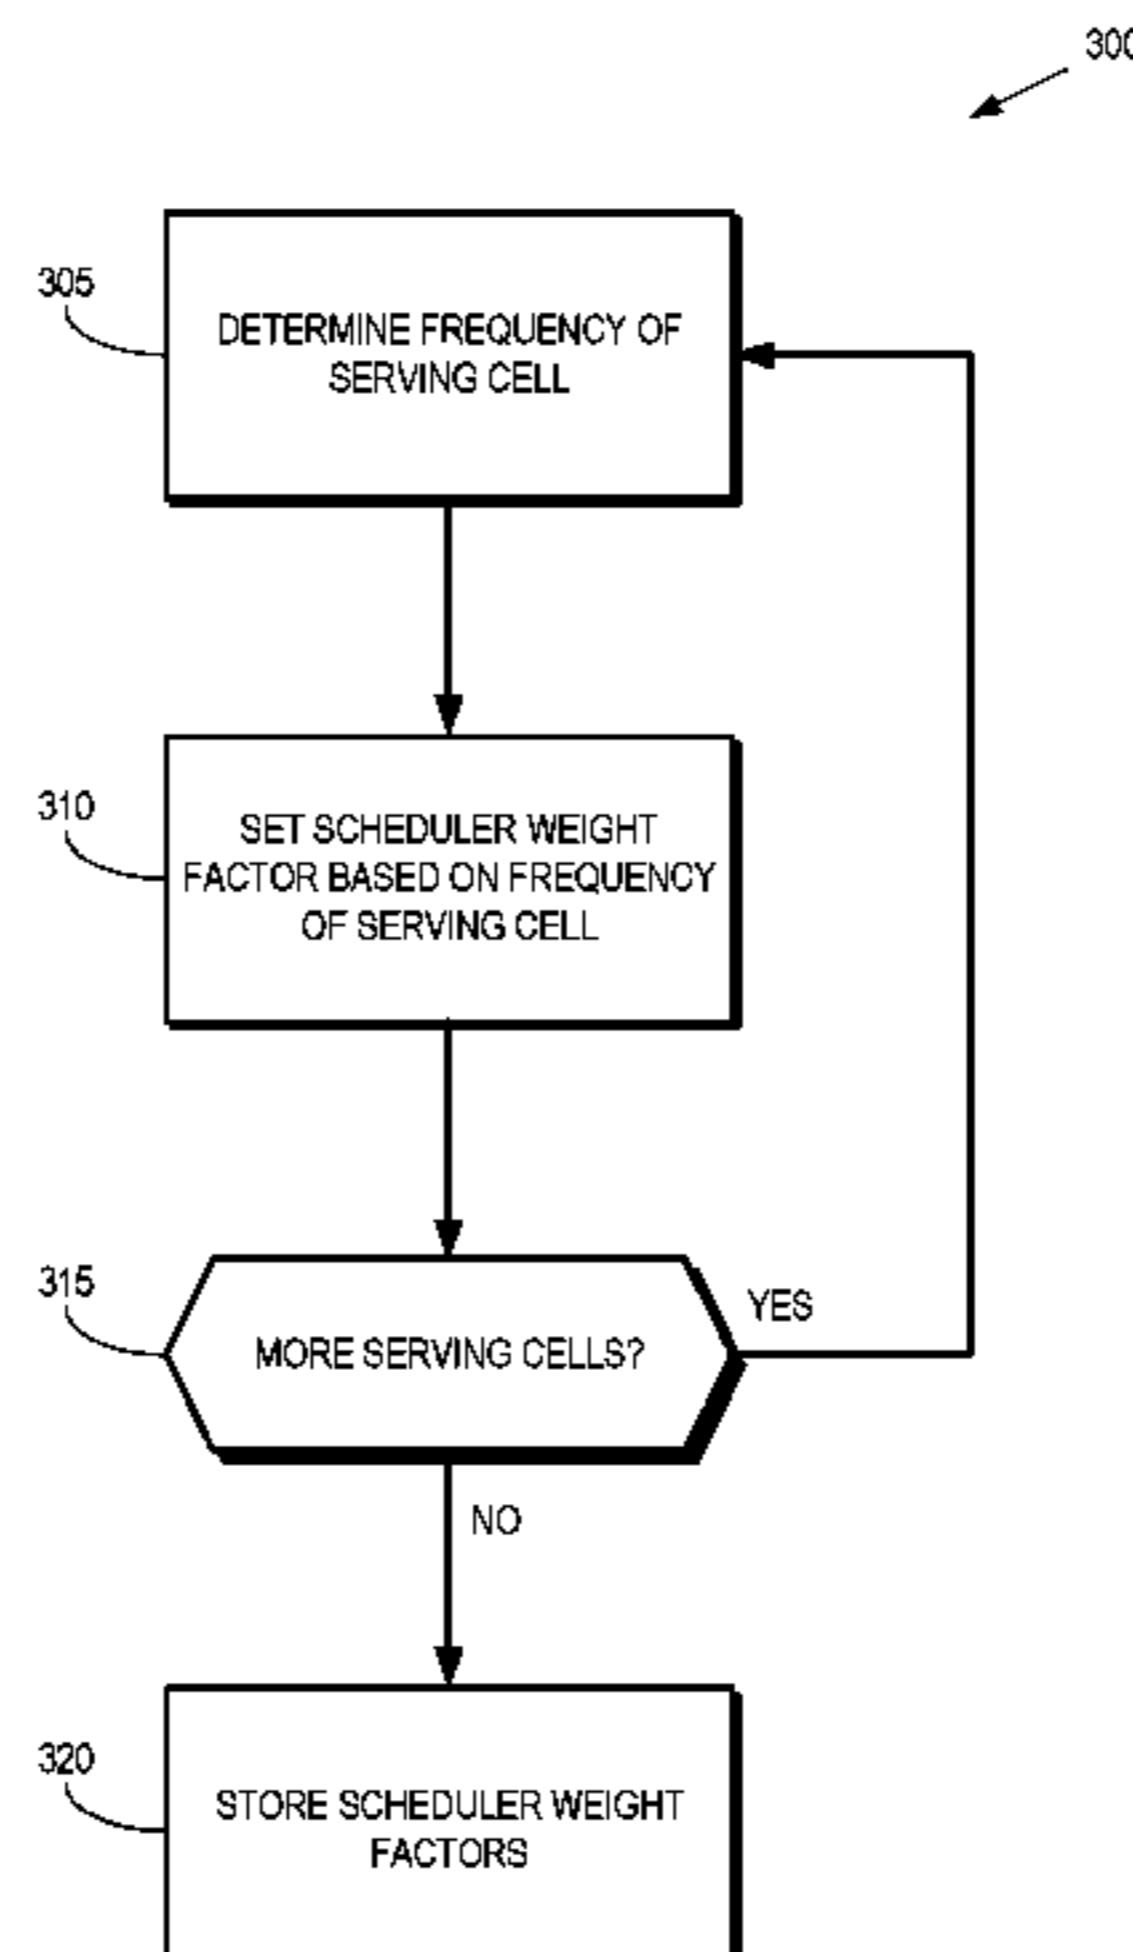 300
305
DETERMINE FREQUENCY OF
SERVING CELL
310
SET SCHEDULER WEIGHT
FACTOR BASED ON FREQUENCY
OF SERVING CELL
315
MORE SERVING CELLS?
YES
NO
320
STORE SCHEDULER WEIGHT
FACTORS